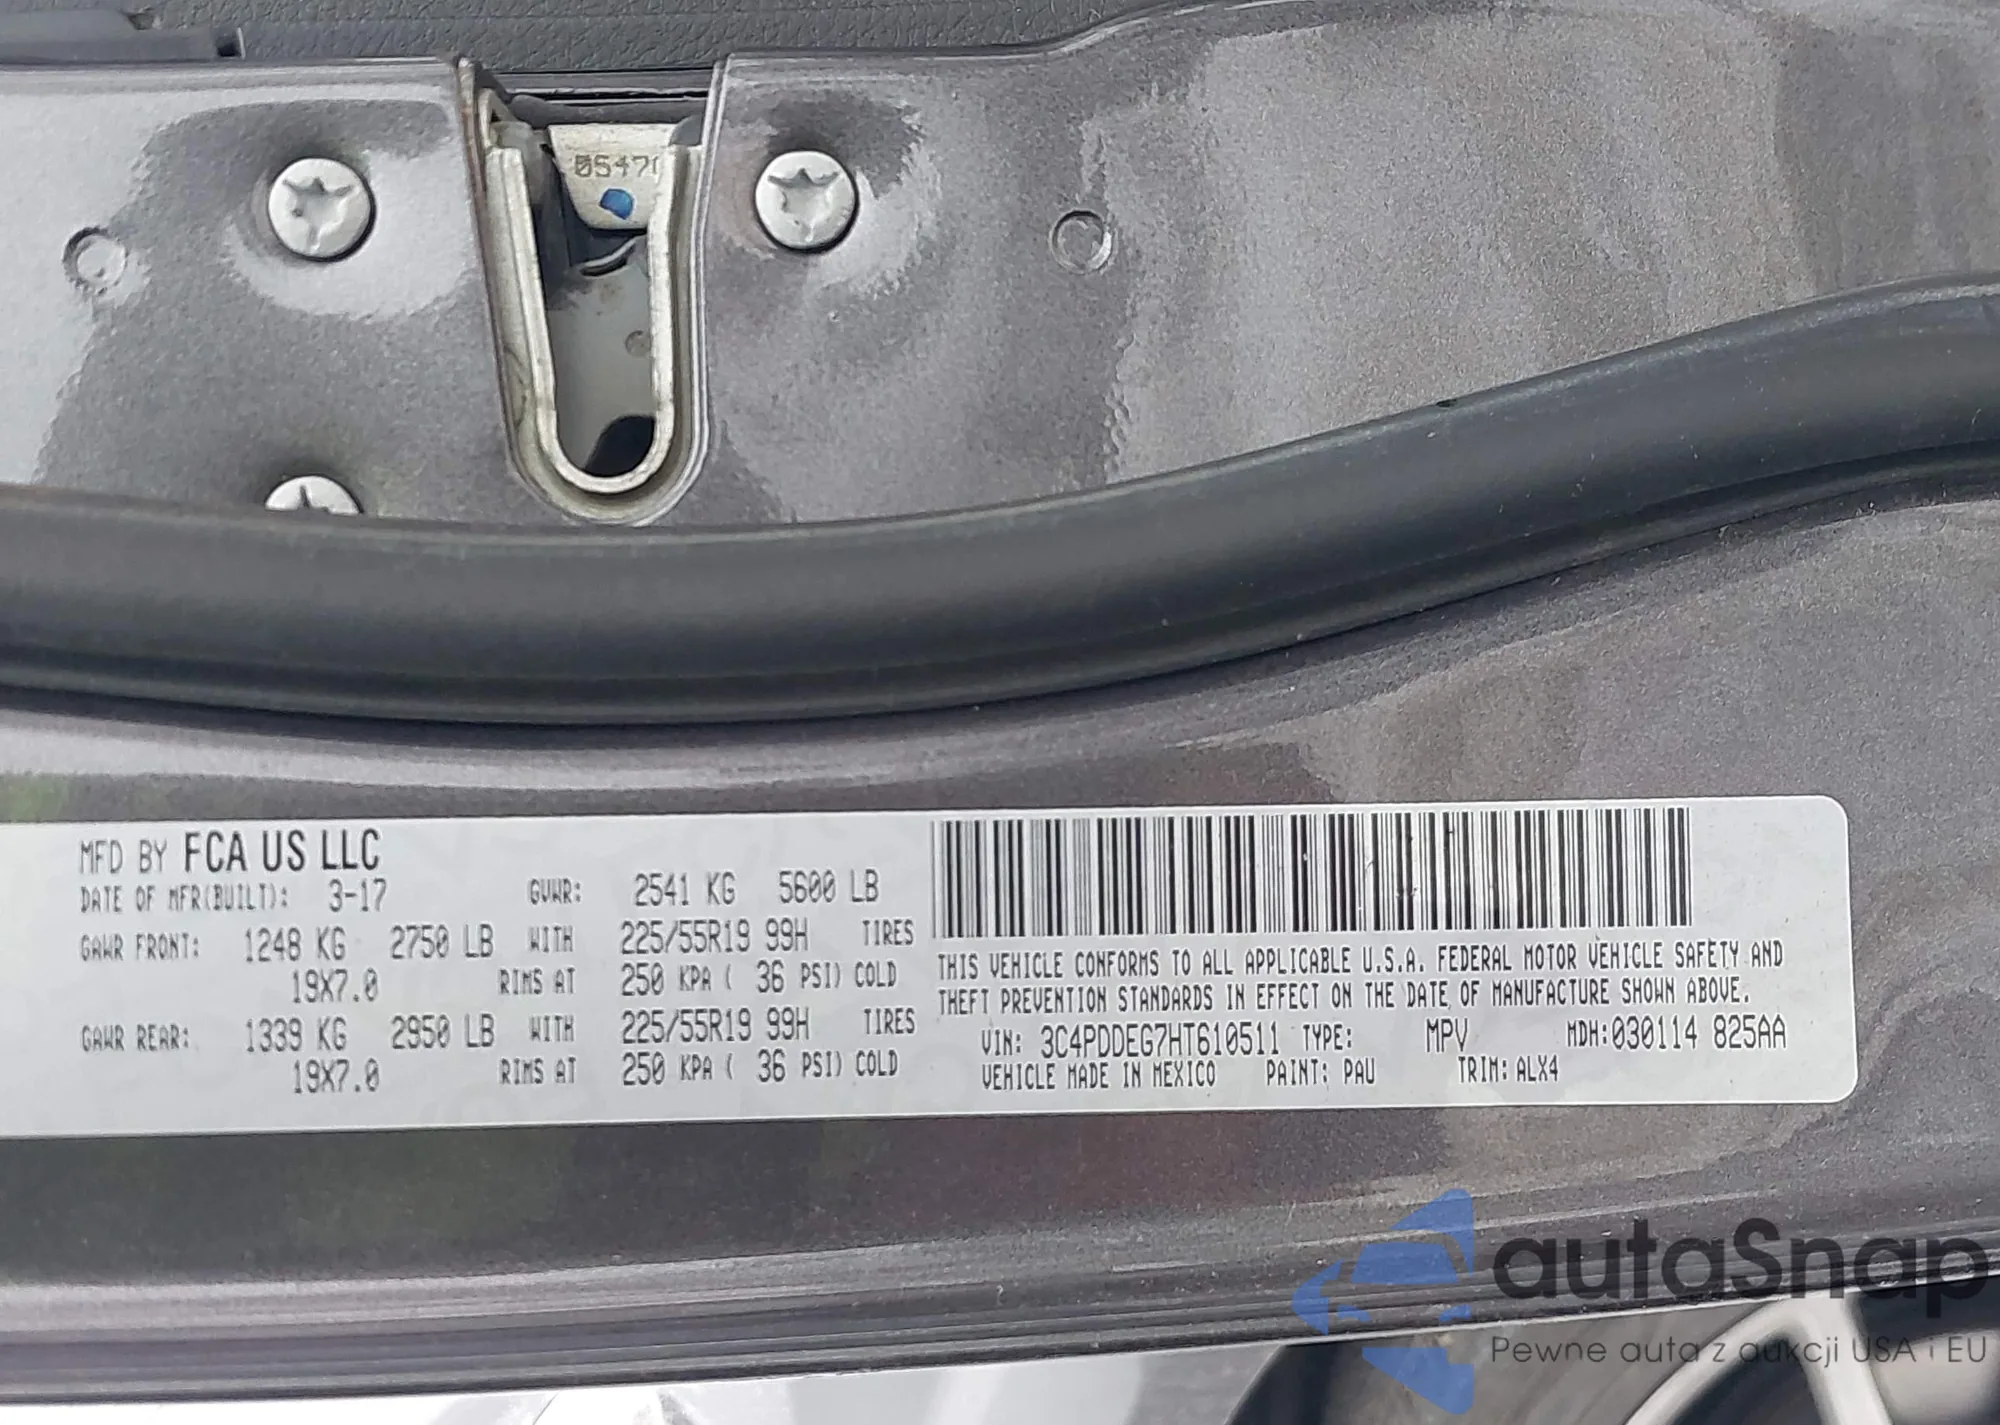 05471
MFD BY FCA US LLC
DATE OF MFR(BUILT): 3-17 GVWR: 2541 KG 5600 LB
GAWR FRONT: 1248 KG 2750 LB WITH 225/55R19 99H TIRES
19X7.0 RIMS AT 250 KPA ( 36 PSI) COLD
GAWR REAR: 1339 KG 2950 LB WITH 225/55R19 99H TIRES
19X7.0 RIMS AT 250 KPA ( 36 PSI) COLD
THIS VEHICLE CONFORMS TO ALL APPLICABLE U.S.A. FEDERAL MOTOR VEHICLE SAFETY AND
THEFT PREVENTION STANDARDS IN EFFECT ON THE DATE OF MANUFACTURE SHOWN ABOVE.
VIN: 3C4PDDEG7HT610511 TYPE: MPV MDH:030114 825AA
VEHICLE MADE IN MEXICO PAINT: PAU TRIM: ALX4
autaSnap
Pewne auta z aukcji USA i EU